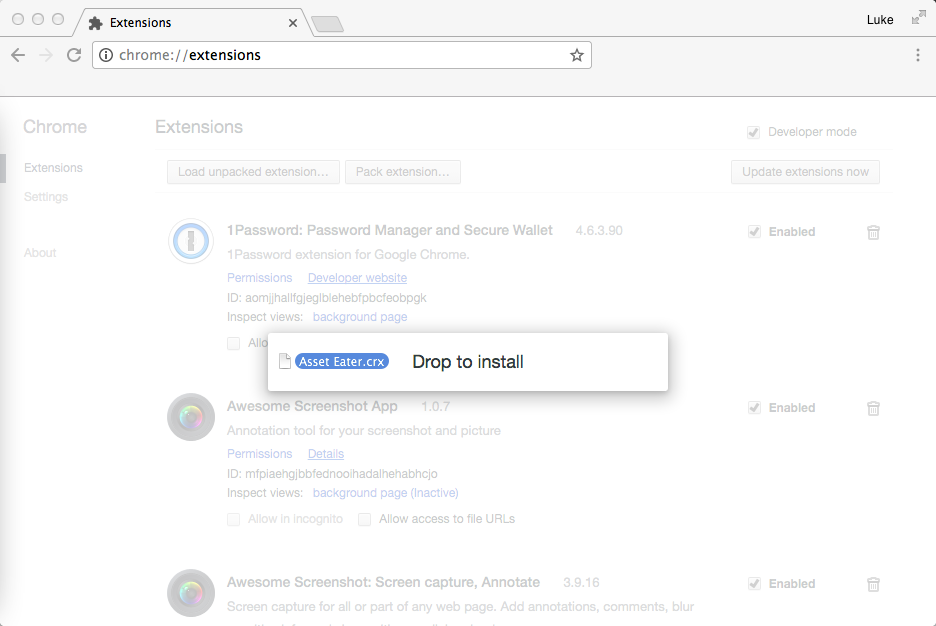 Extensions
Luke
chrome://extensions
Chrome
Extensions
Developer mode
Extensions
Load unpacked extension...
Pack extension...
Update extensions now
Settings
About
1Password: Password Manager and Secure Wallet 4.6.3.90
Enabled
1Password extension for Google Chrome.
Permissions Developer website
ID: aomjjhallfgjeglblehebfpbcfeobpgk
Inspect views: background page
Allo
Asset Eater.crx
Drop to install
Awesome Screenshot App 1.0.7
Enabled
Annotation tool for your screenshot and picture
Permissions Details
ID: mfpiaehgjbbfednooihadalhehabhcjo
Inspect views: background page (Inactive)
Allow in incognito Allow access to file URLs
Awesome Screenshot: Screen capture, Annotate 3.9.16
Enabled
Screen capture for all or part of any web page. Add annotations, comments, blur